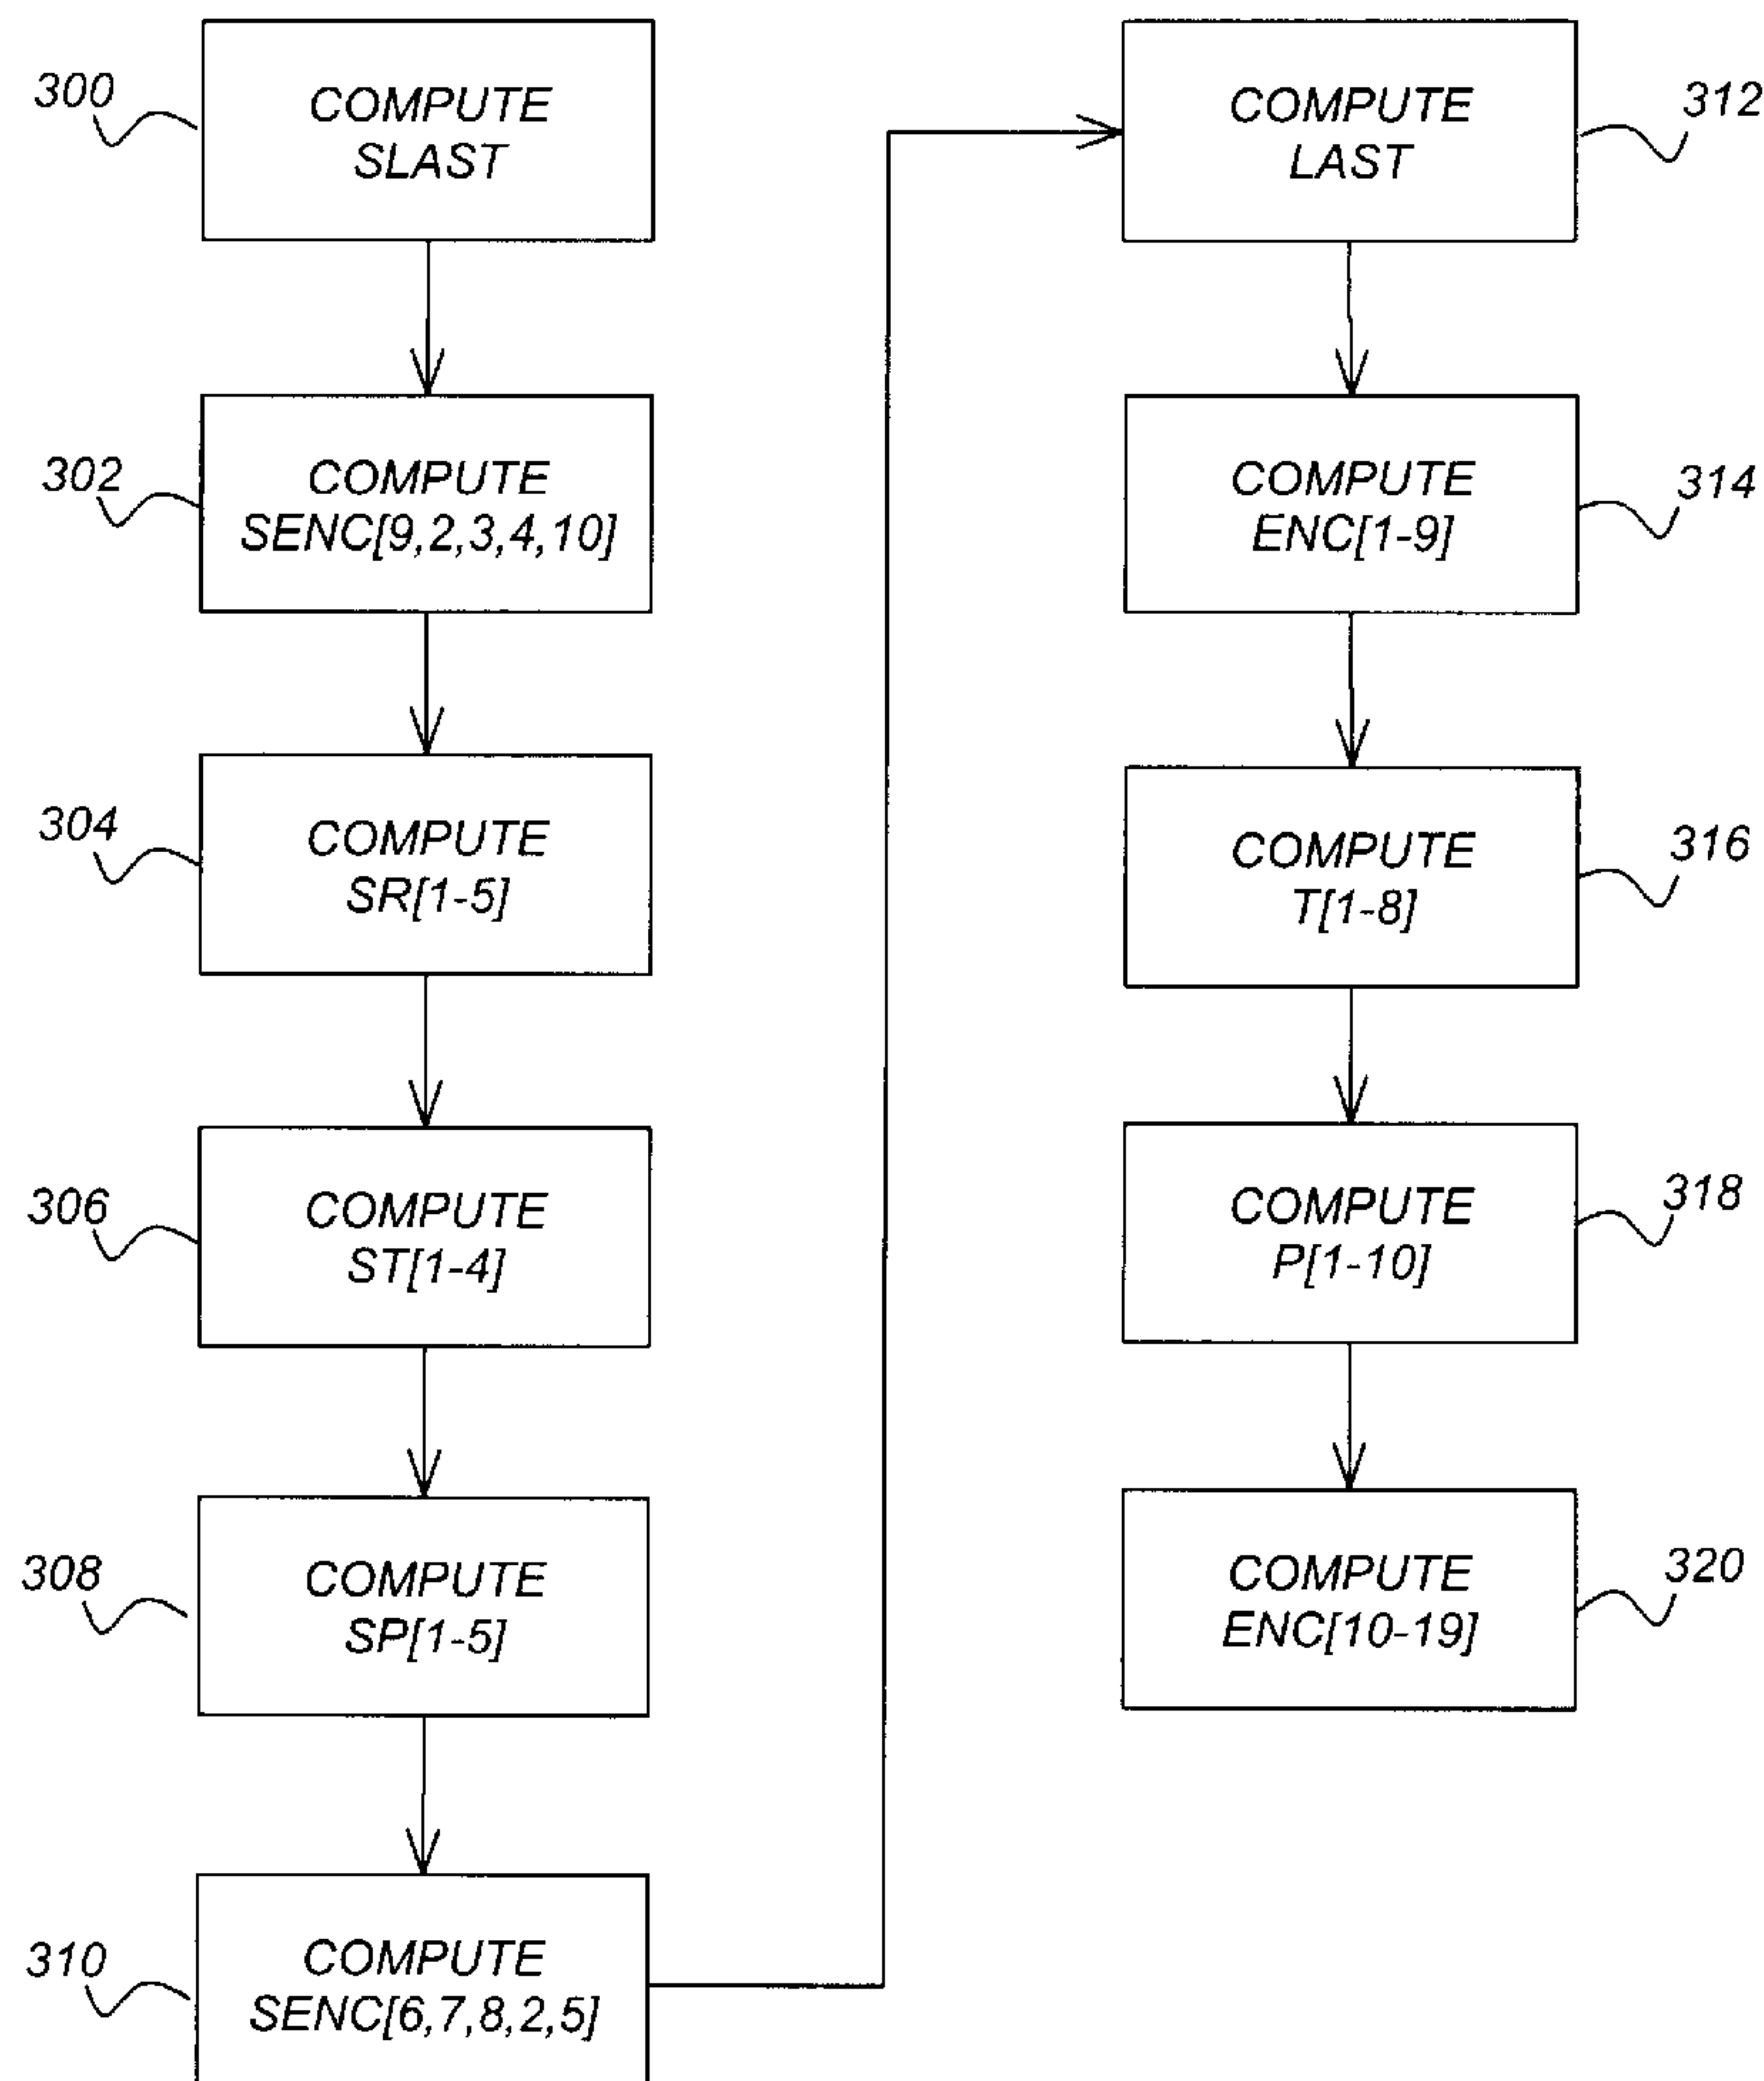 300
COMPUTE
SLAST
302
COMPUTE
SENC[9,2,3,4,10]
304
COMPUTE
SR[1-5]
306
COMPUTE
ST[1-4]
308
COMPUTE
SP[1-5]
310
COMPUTE
SENC[6,7,8,2,5]
COMPUTE
LAST
312
COMPUTE
ENC[1-9]
314
COMPUTE
T[1-8]
316
COMPUTE
P[1-10]
318
COMPUTE
ENC[10-19]
320